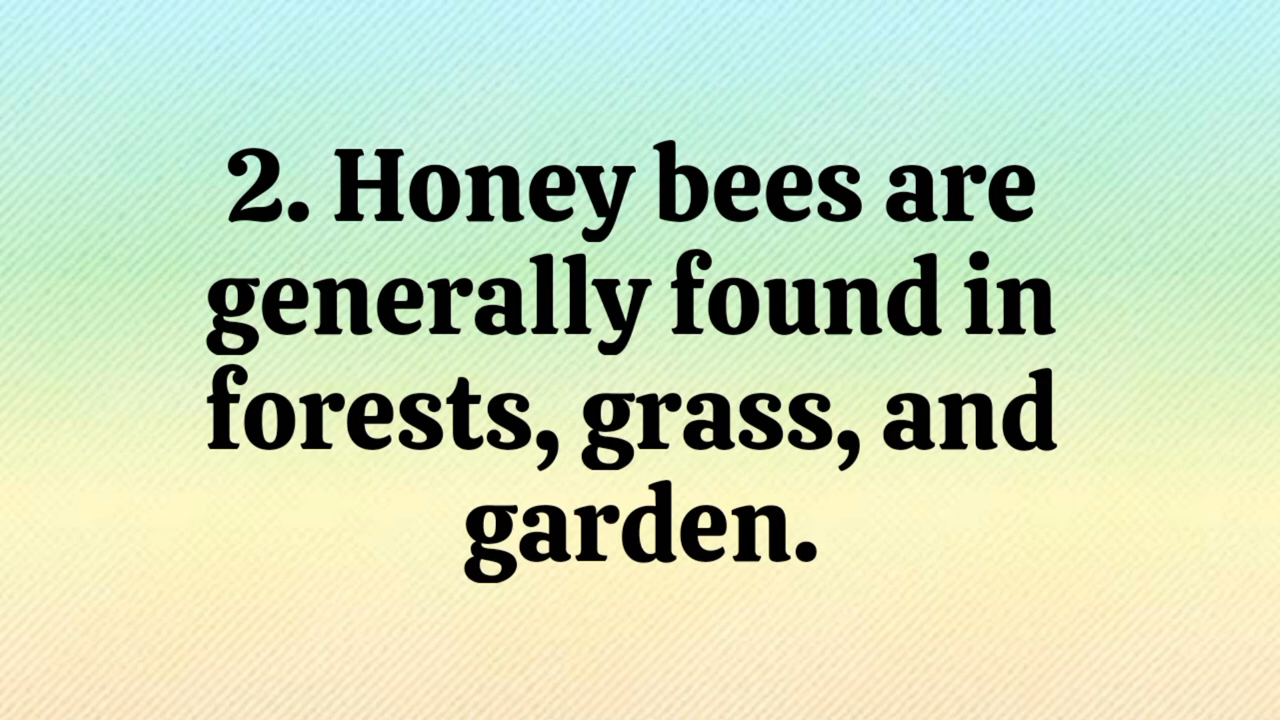 2. Honey bees are
generally found in
forests, grass, and
garden.